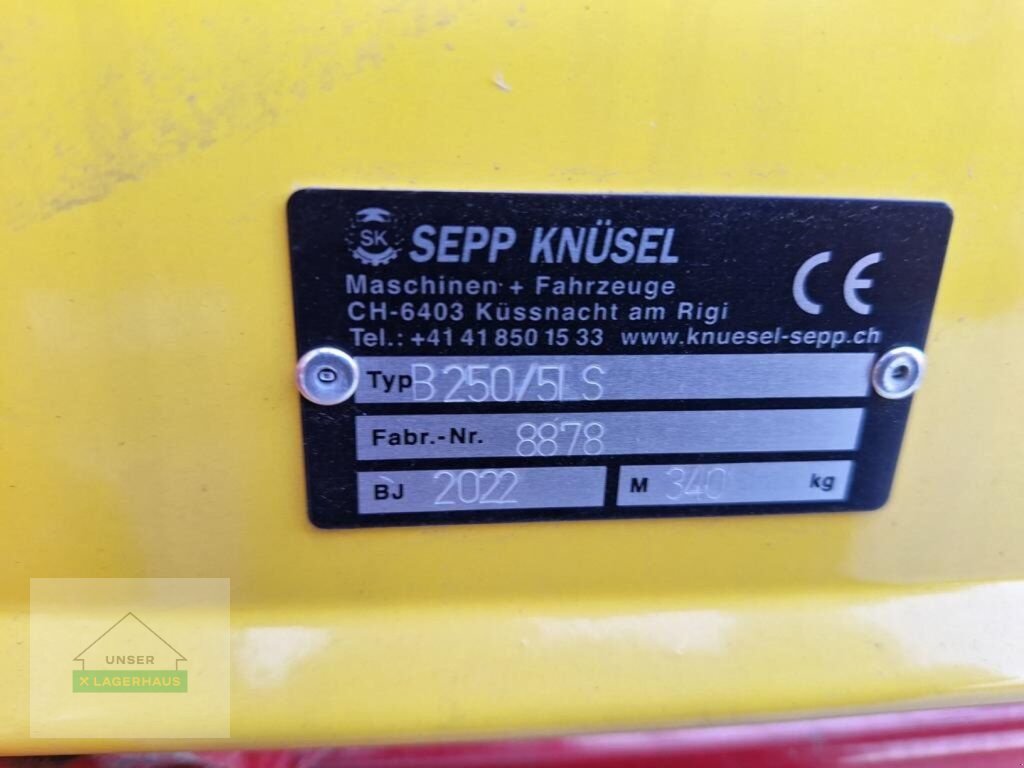 SK SEPP KNÜSEL
CE
Maschinen + Fahrzeuge
CH-6403 Küssnacht am Rigi
Tel.: +41 41 850 15 33 www.knuesel-sepp.ch
Typ B250/5LS
Fabr.-Nr. 8878
BJ 2022 M 340 kg
UNSER
X LAGERHAUS